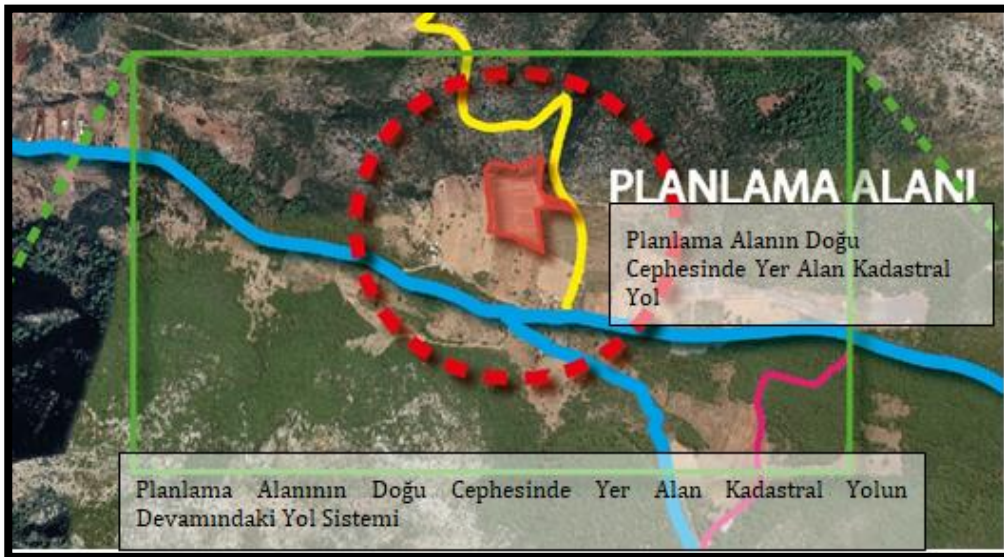 PLANLAMA ALANI
Planlama Alanın Doğu
Cephesinde Yer Alan Kadastral
Yol
Planlama Alanının Doğu Cephesinde Yer Alan Kadastral Yolun
Devamındaki Yol Sistemi